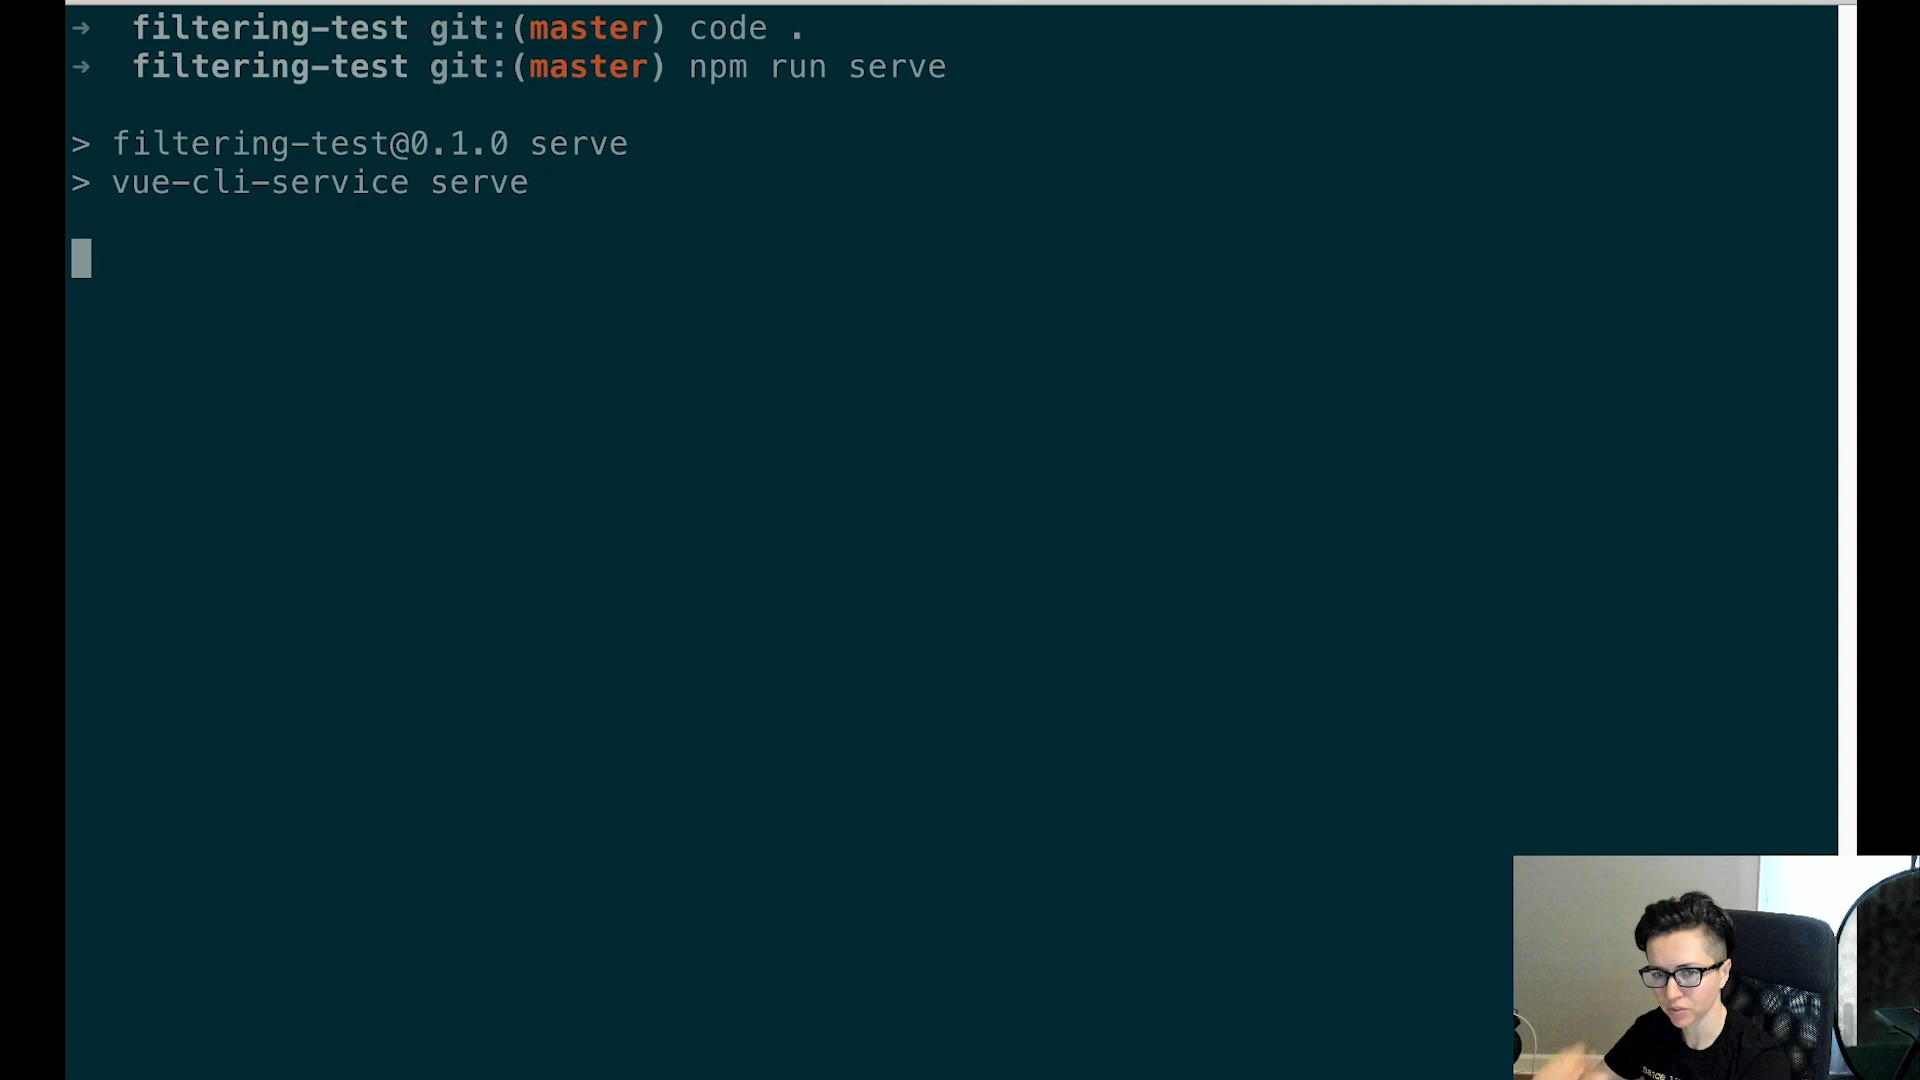 ➜ filtering-test git:(master) code .
➜ filtering-test git:(master) npm run serve
> filtering-test@0.1.0 serve
> vue-cli-service serve